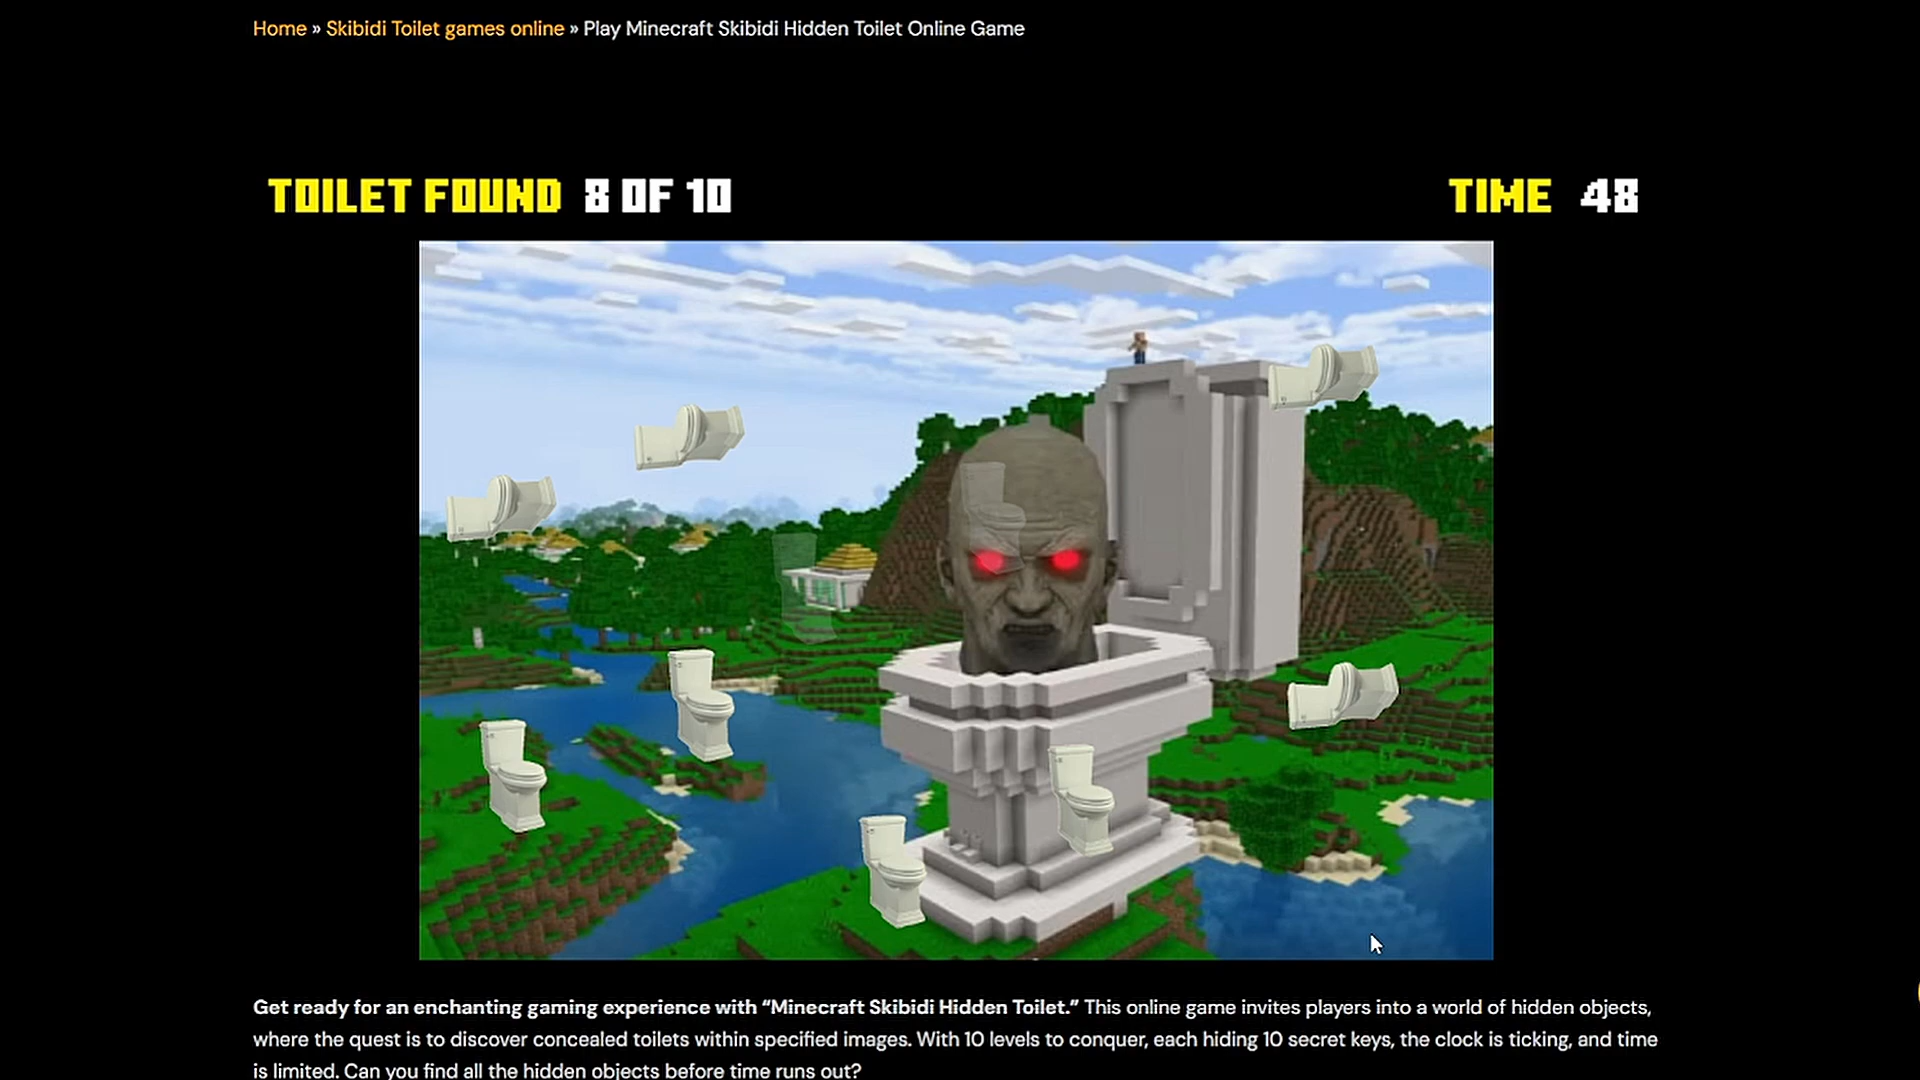 Home » Skibidi Toilet games online » Play Minecraft Skibidi Hidden Toilet Online Game
TOILET FOUND 8 OF 10
TIME 48
Get ready for an enchanting gaming experience with “Minecraft Skibidi Hidden Toilet.” This online game invites players into a world of hidden objects,
where the quest is to discover concealed toilets within specified images. With 10 levels to conquer, each hiding 10 secret keys, the clock is ticking, and time
is limited. Can you find all the hidden objects before time runs out?